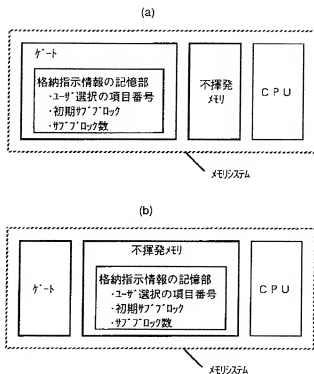 (a)
ｹﾞｰﾄ
格納指示情報の記憶部
・ﾕｰｻﾞ選択の項目番号
・初期ｻﾌﾞﾌﾞﾛｯｸ
・ｻﾌﾞﾌﾞﾛｯｸ数
不揮発
ﾒﾓﾘ
ＣＰＵ
ﾒﾓﾘｼｽﾃﾑ
(b)
ｹﾞｰﾄ
不揮発ﾒﾓﾘ
格納指示情報の記憶部
・ﾕｰｻﾞ選択の項目番号
・初期ｻﾌﾞﾌﾞﾛｯｸ
・ｻﾌﾞﾌﾞﾛｯｸ数
ＣＰＵ
ﾒﾓﾘｼｽﾃﾑ